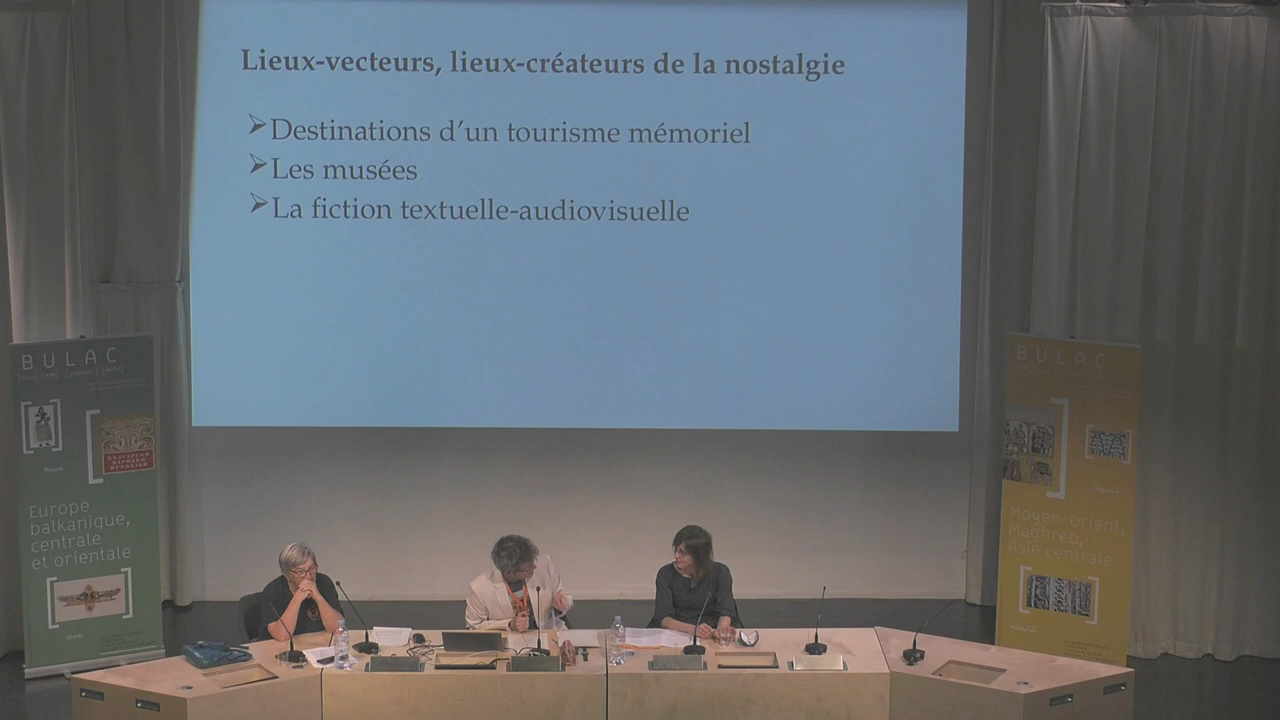 Lieux-vecteurs, lieux-créateurs de la nostalgie
➢Destinations d'un tourisme mémoriel
➢Les musées
➢La fiction textuelle-audiovisuelle
BULAC
Europe
balkanique,
centrale
et orientale
BULAC
Moyen-orient,
Maghreb,
Asie centrale